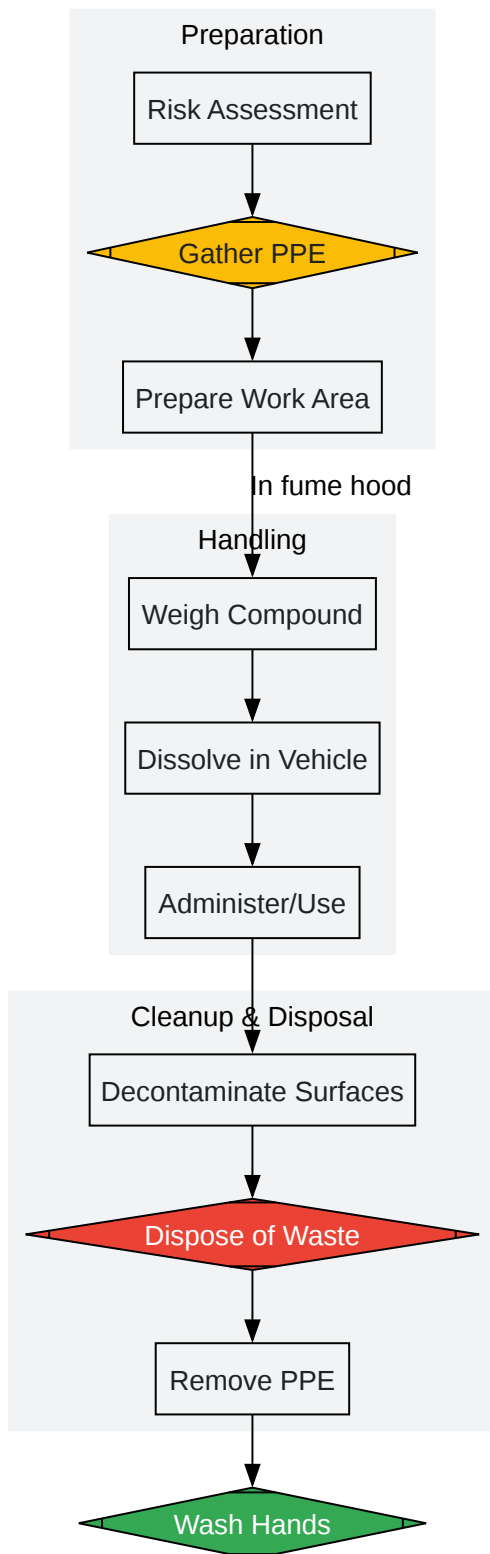 Preparation
Risk Assessment
Gather PPE
Prepare Work Area
In fume hood
Handling
Weigh Compound
Dissolve in Vehicle
Administer/Use
Cleanup & Disposal
Decontaminate Surfaces
Dispose of Waste
Remove PPE
Wash Hands